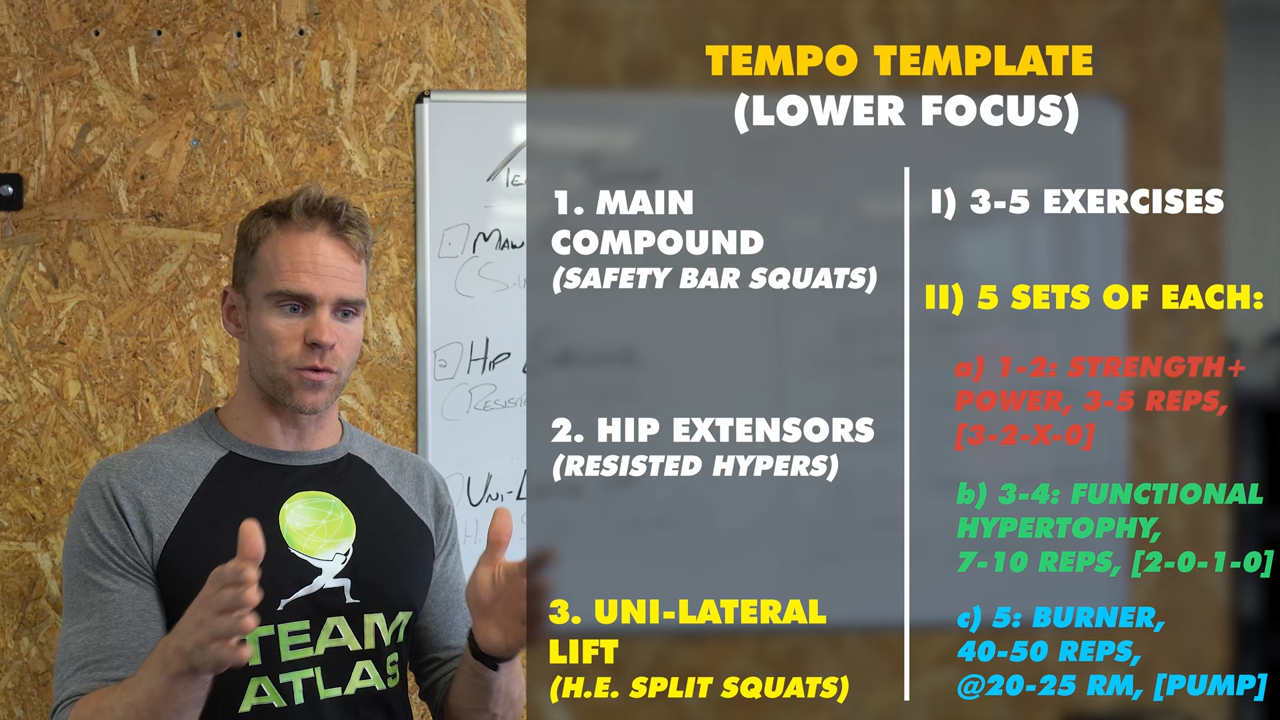 TEMPO TEMPLATE
(LOWER FOCUS)
1. MAIN
COMPOUND
(SAFETY BAR SQUATS)
2. HIP EXTENSORS
(RESISTED HYPERS)
3. UNI-LATERAL
LIFT
(H.E. SPLIT SQUATS)
I) 3-5 EXERCISES
II) 5 SETS OF EACH:
a) 1-2: STRENGTH+
POWER, 3-5 REPS,
[3-2-X-0]
b) 3-4: FUNCTIONAL
HYPERTOPHY,
7-10 REPS, [2-0-1-0]
c) 5: BURNER,
40-50 REPS,
@20-25 RM, [PUMP]
HIP
TEAM
ATLAS